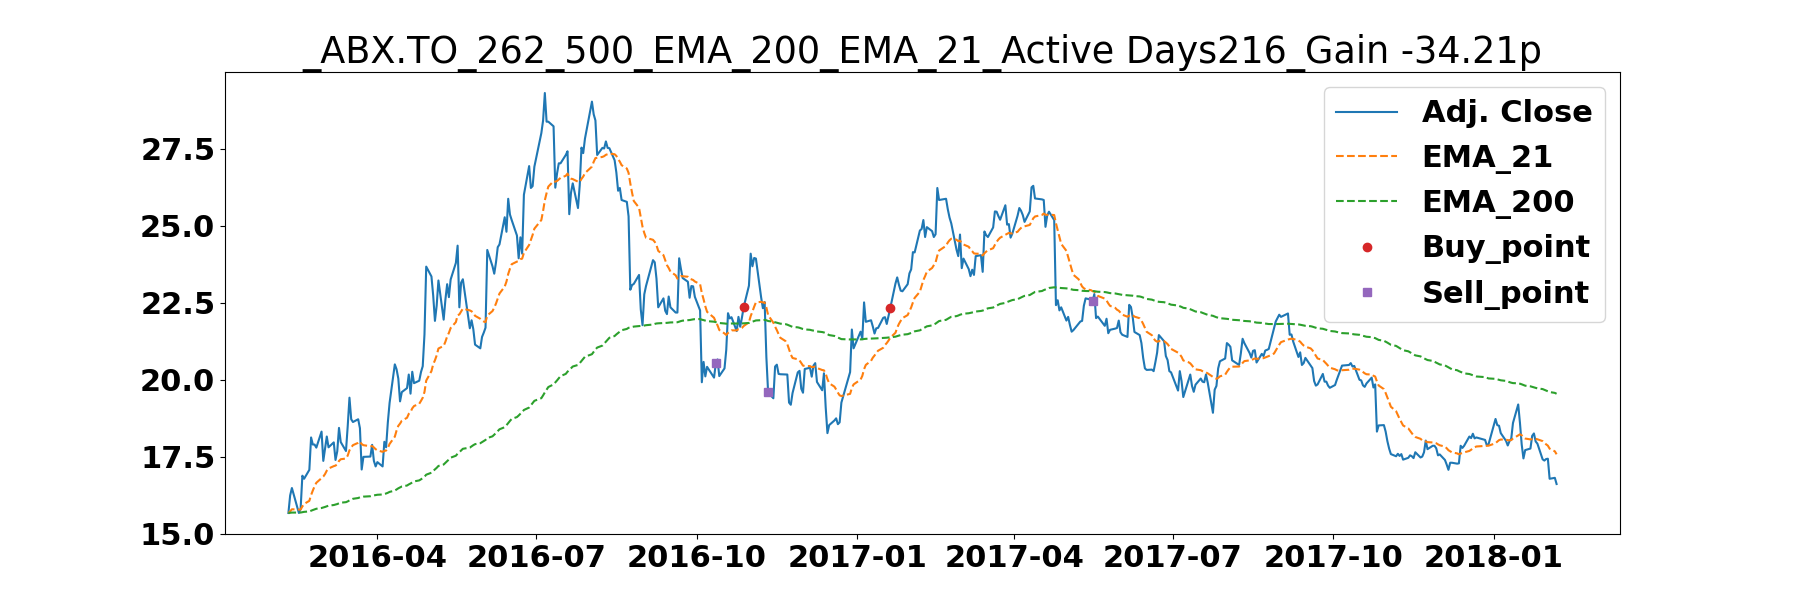 _ABX.TO_262_500_EMA_200_EMA_21_Active Days216_Gain -34.21p
Adj. Close
EMA_21
EMA_200
Buy_point
Sell_point
27.5
25.0
22.5
20.0
17.5
15.0
2016-04 2016-07 2016-10 2017-01 2017-04 2017-07 2017-10 2018-01